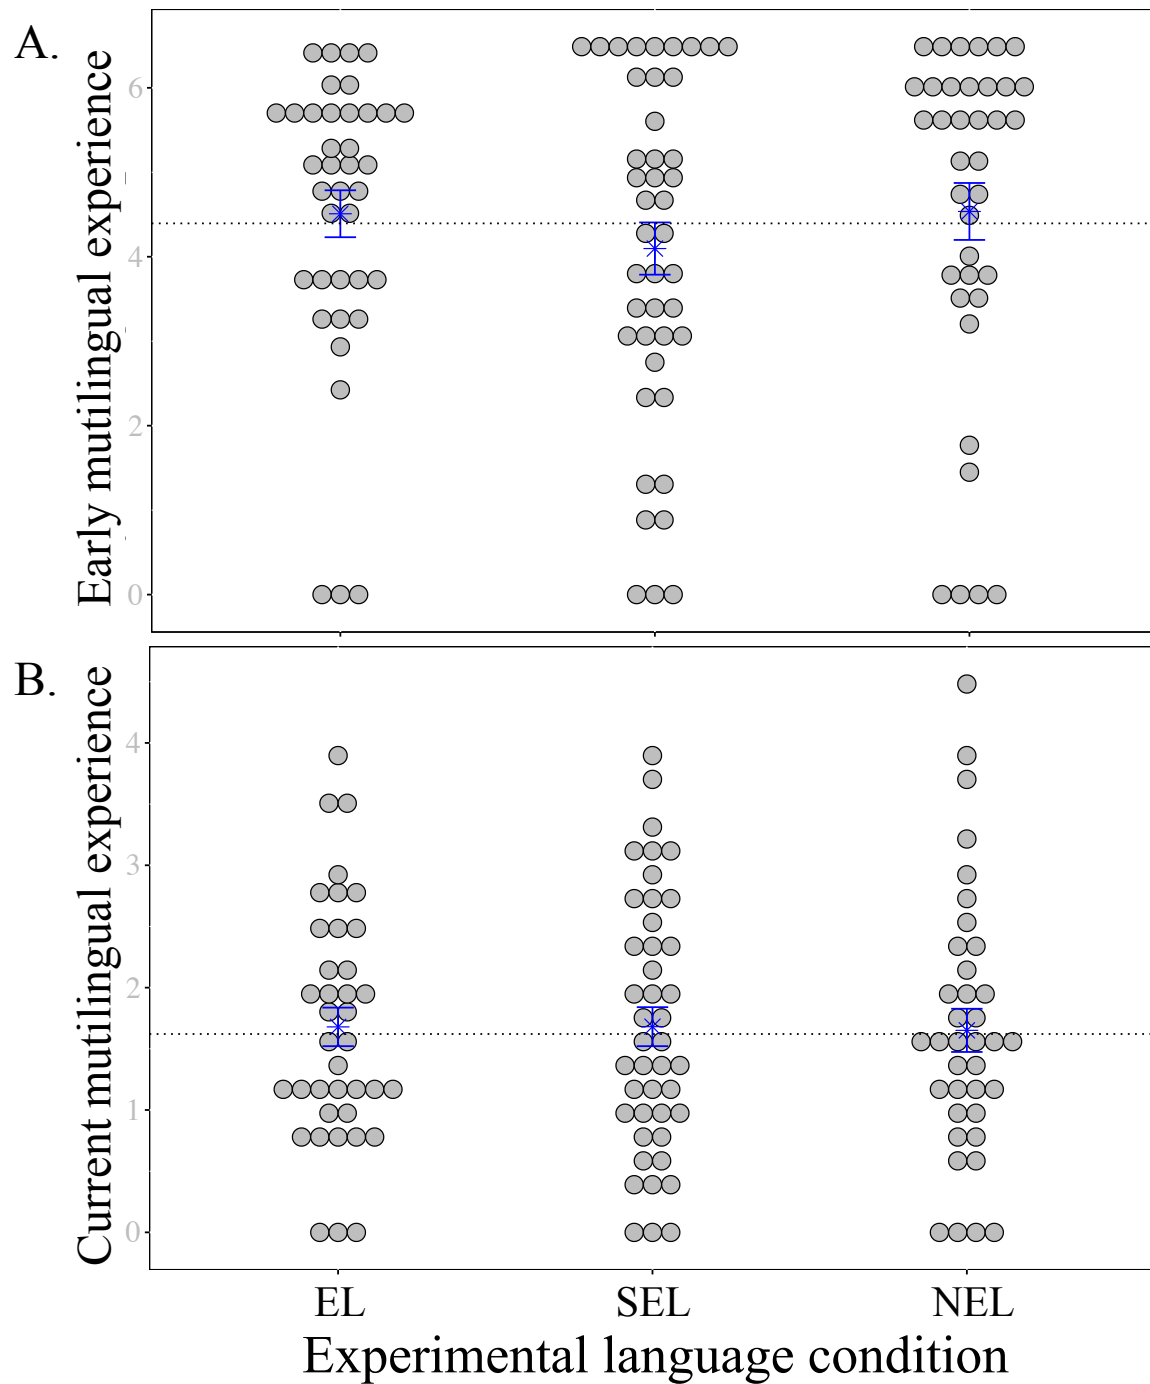 A.
Early mutilingual experience
6
4
2
0
B.
Current mutilingual experience
4
3
2
1
0
EL SEL NEL
Experimental language condition